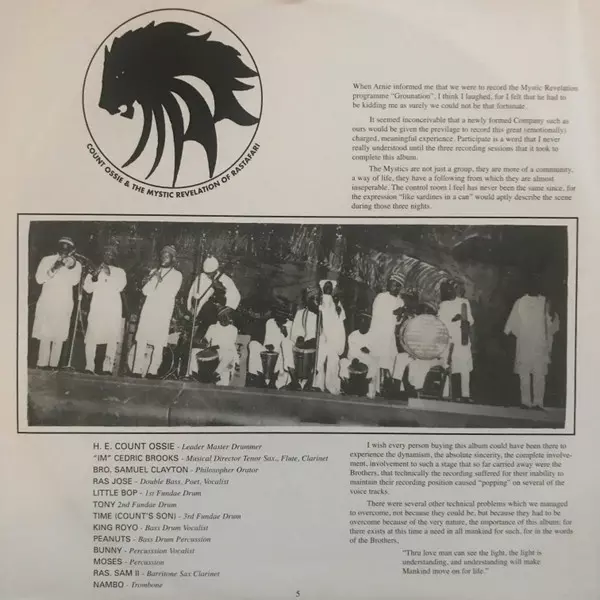 COUNT OSSIE & THE MYSTIC REVELATION OF RASTAFARI
When Arnie informed me that we were to record the Mystic Revelation
programme "Grounation", I think I laughed, for I felt that he had to
be kidding me as surely we could not be that fortunate.
It seemed inconceivable that a newly formed Company such as
ours would be given the previlage to record this great (emotionally)
charged, meaningful experience. Participate is a word that I never
really understood until the three recording sessions that it took to
complete this album.
The Mystics are not just a group, they are more of a community,
a way of life, they have a following from which they are almost
inseperable. The control room I feel has never been the same since, for
the expression "like sardines in a can" would aptly describe the scene
during those three nights.
H. E. COUNT OSSIE - Leader Master Drummer
"IM" CEDRIC BROOKS - Musical Director Tenor Sax., Flute, Clarinet
BRO. SAMUEL CLAYTON - Philosopher Orator
RAS JOSE - Double Bass, Poet, Vocalist
LITTLE BOP - 1st Fundae Drum
TONY 2nd Fundae Drum
TIME (COUNT'S SON) - 3rd Fundae Drum
KING ROYO - Bass Drum Vocalist
PEANUTS - Bass Drum Percussion
BUNNY - Percussion Vocalist
MOSES - Percussion
RAS. SAM II - Barritone Sax Clarinet
NAMBO - Trombone
I wish every person buying this album could have been there to
experience the dynamism, the absolute sincerity, the complete involve-
ment, involvement to such a stage that so far carried away were the
Brothers, that technically the recording suffered for their inability to
maintain their recording position caused "popping" on several of the
voice tracks.
There were several other technical problems which we managed
to overcome, not because they could be, but because they had to be
overcome because of the very nature, the importance of this album; for
there exists at this time a need in all mankind for such, for in the words
of the Brothers,
"Thru love man can see the light, the light is
understanding, and understanding will make
Mankind move on for life."
5